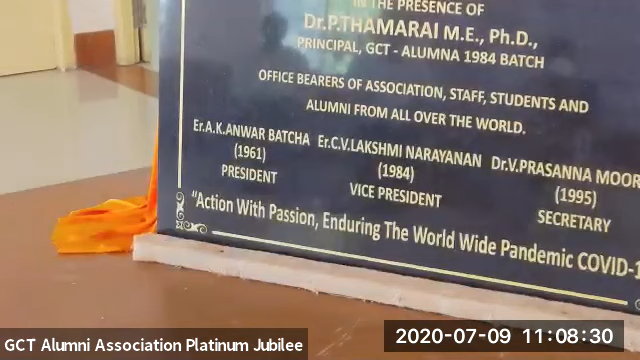 IN THE PRESENCE OF
Dr.P.THAMARAI M.E., Ph.D.,
PRINCIPAL, GCT - ALUMNA 1984 BATCH
OFFICE BEARERS OF ASSOCIATION, STAFF, STUDENTS AND
ALUMNI FROM ALL OVER THE WORLD.
Er.A.K.ANWAR BATCHA Er.C.V.LAKSHMI NARAYANAN Dr.V.PRASANNA MOOR
(1961) (1984) (1995)
PRESIDENT VICE PRESIDENT SECRETARY
"Action With Passion, Enduring The World Wide Pandemic COVID-1
GCT Alumni Association Platinum Jubilee
2020-07-09 11:08:30